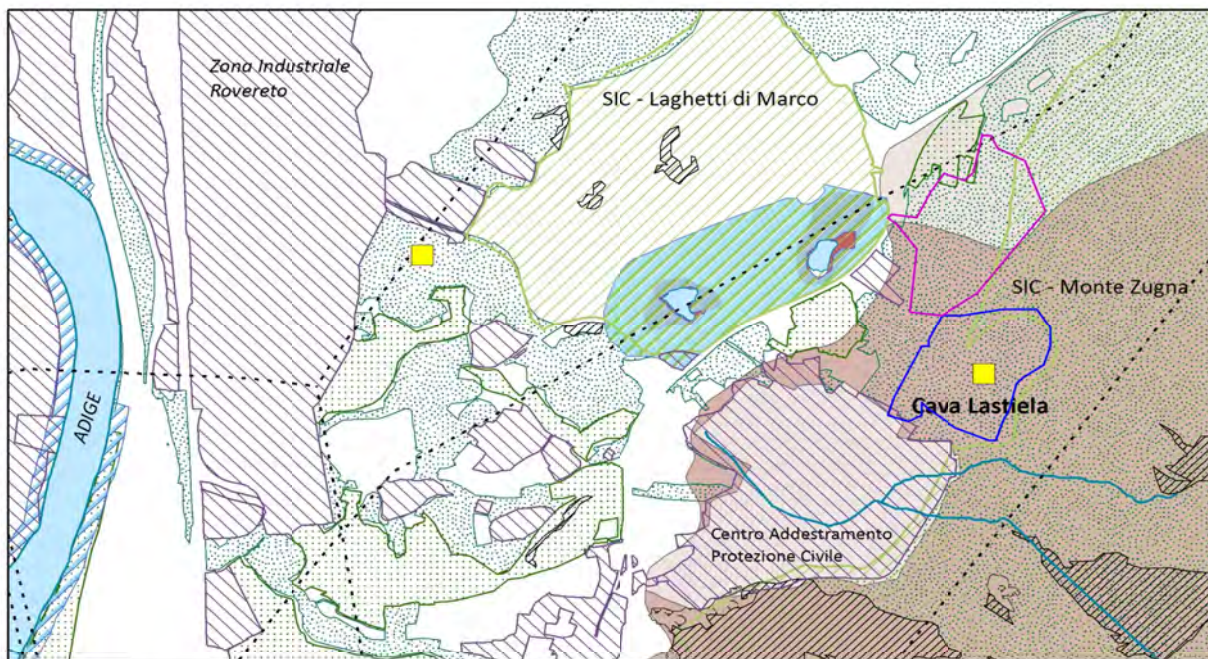 Zona Industriale
Rovereto
SIC - Laghetti di Marco
SIC - Monte Zugna
ADIGE
Cava Lastiela
Centro Addestramento
Protezione Civile